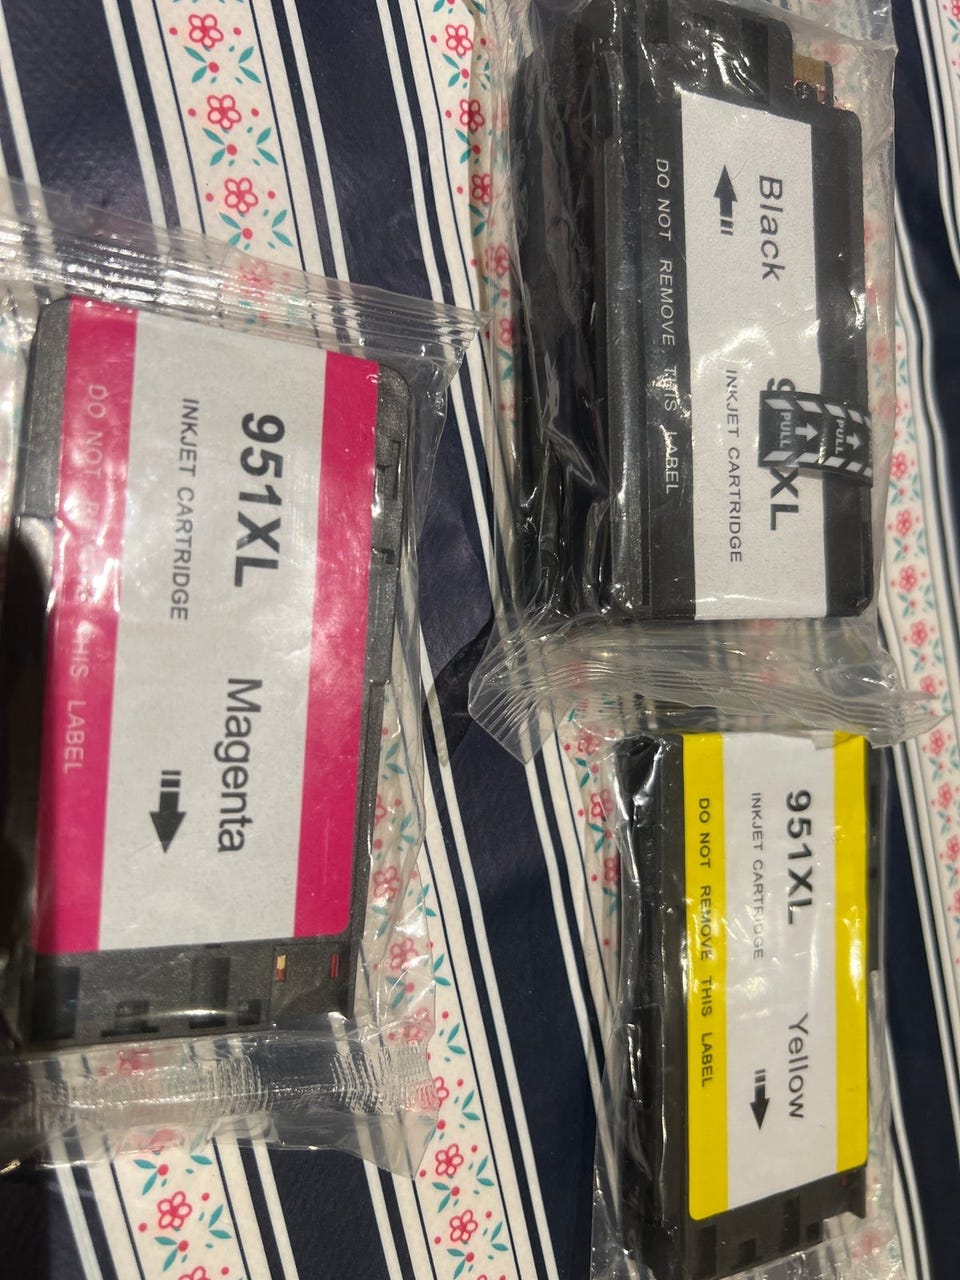 Black
INKJET CARTRIDGE
PULL
PULL
XL
DO NOT REMOVE THIS LABEL
951XL Magenta
INKJET CARTRIDGE
DO NOT THIS LABEL
951XL Yellow
INKJET CARTRIDGE
DO NOT REMOVE THIS LABEL